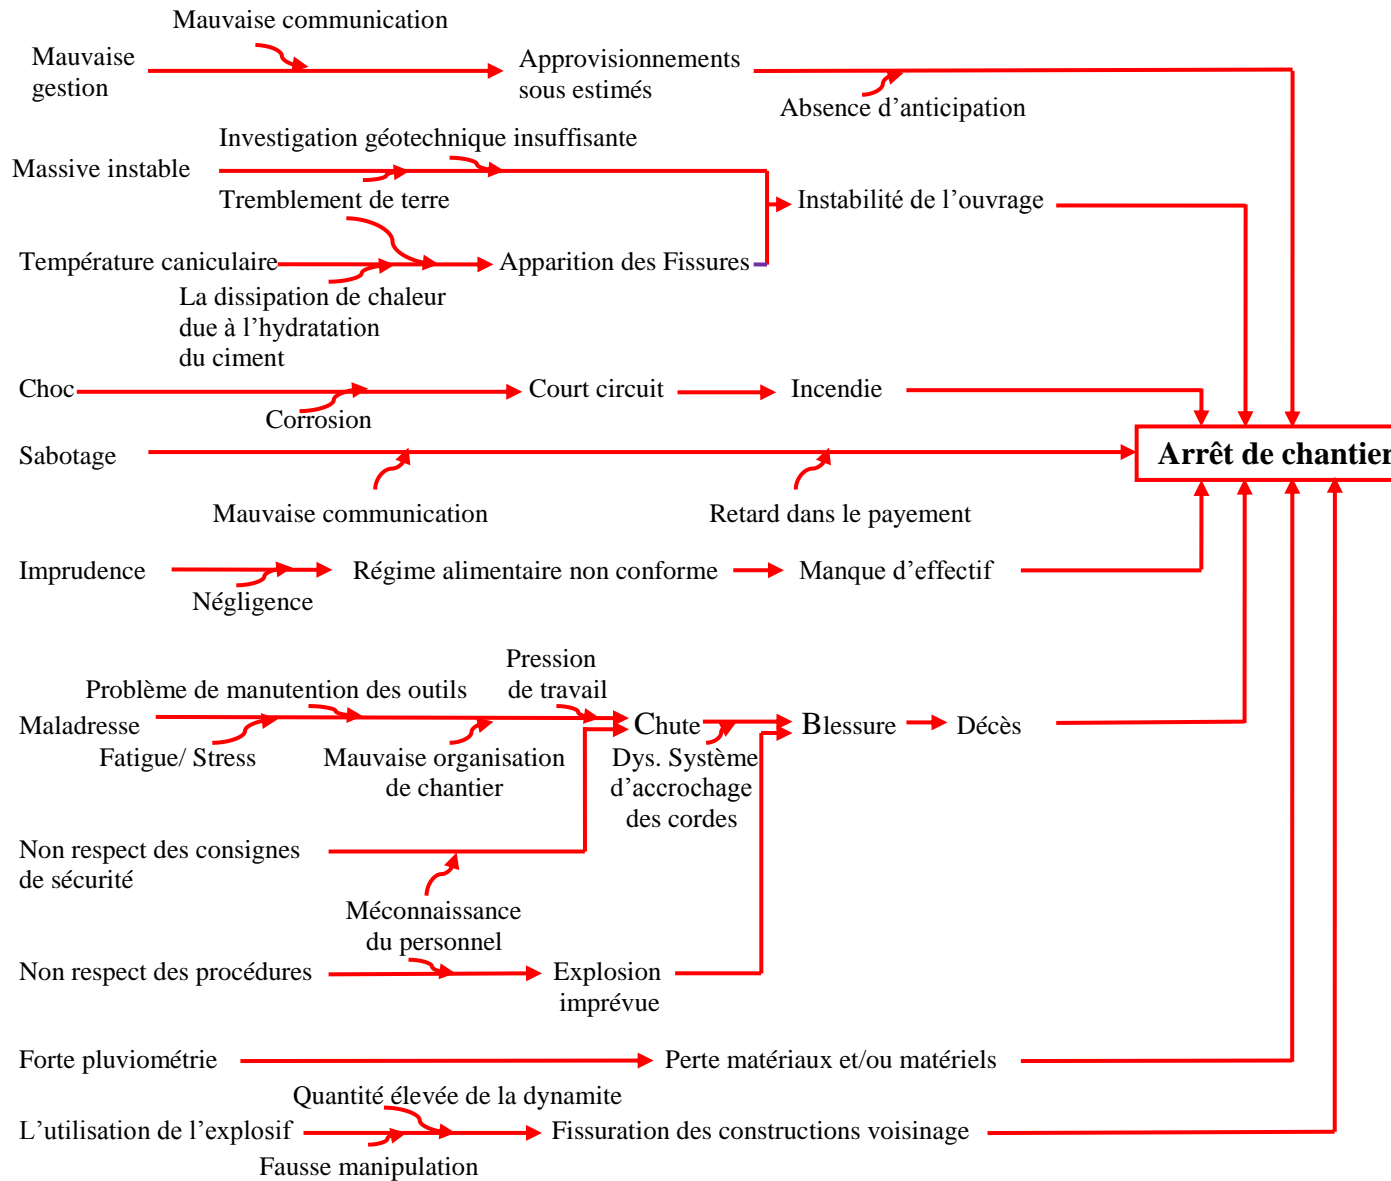 Mauvaise communication
Mauvaise
gestion
Approvisionnements
sous estimés
Absence d’anticipation
Investigation géotechnique insuffisante
Massive instable
Tremblement de terre
Instabilité de l’ouvrage
Température caniculaire
Apparition des Fissures
La dissipation de chaleur
due à l’hydratation
du ciment
Choc
Court circuit
Incendie
Corrosion
Sabotage
Arrêt de chantier
Mauvaise communication
Retard dans le payement
Imprudence
Régime alimentaire non conforme
Manque d’effectif
Négligence
Pression
de travail
Problème de manutention des outils
Maladresse
Chute
Blessure
Décès
Fatigue/ Stress
Mauvaise organisation
de chantier
Dys. Système
d’accrochage
des cordes
Non respect des consignes
de sécurité
Méconnaissance
du personnel
Non respect des procédures
Explosion
imprévue
Forte pluviométrie
Perte matériaux et/ou matériels
Quantité élevée de la dynamite
L’utilisation de l’explosif
Fissuration des constructions voisinage
Fausse manipulation